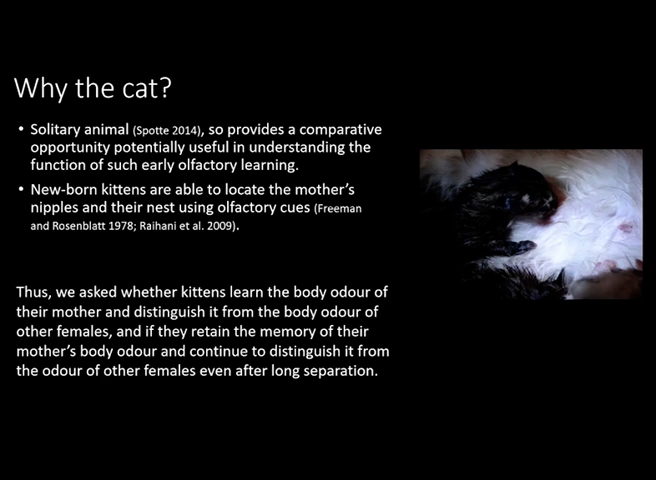 Why the cat?
• Solitary animal (Spotte 2014), so provides a comparative
opportunity potentially useful in understanding the
function of such early olfactory learning.
• New-born kittens are able to locate the mother's
nipples and their nest using olfactory cues (Freeman
and Rosenblatt 1978; Raihani et al. 2009).
Thus, we asked whether kittens learn the body odour of
their mother and distinguish it from the body odour of
other females, and if they retain the memory of their
mother's body odour and continue to distinguish it from
the odour of other females even after long separation.